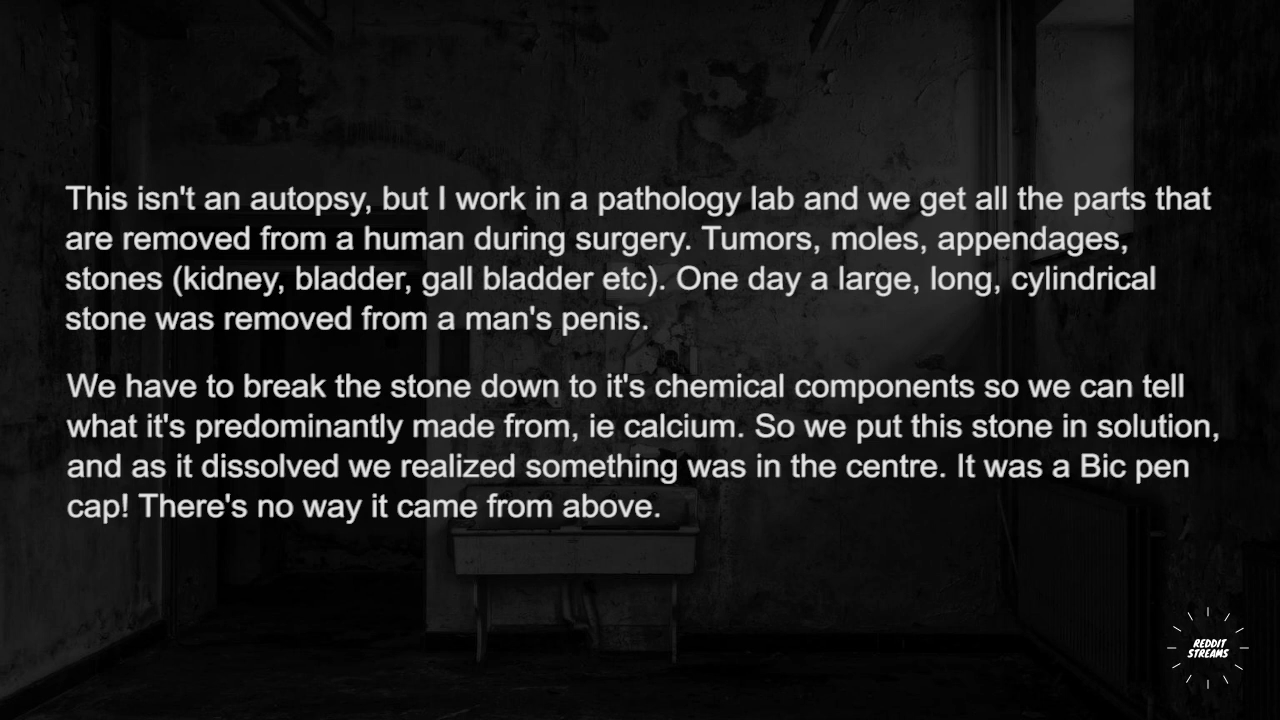 This isn't an autopsy, but I work in a pathology lab and we get all the parts that
are removed from a human during surgery. Tumors, moles, appendages,
stones (kidney, bladder, gall bladder etc). One day a large, long, cylindrical
stone was removed from a man's penis.
We have to break the stone down to it's chemical components so we can tell
what it's predominantly made from, ie calcium. So we put this stone in solution,
and as it dissolved we realized something was in the centre. It was a Bic pen
cap! There's no way it came from above.
REDDIT
STREAMS